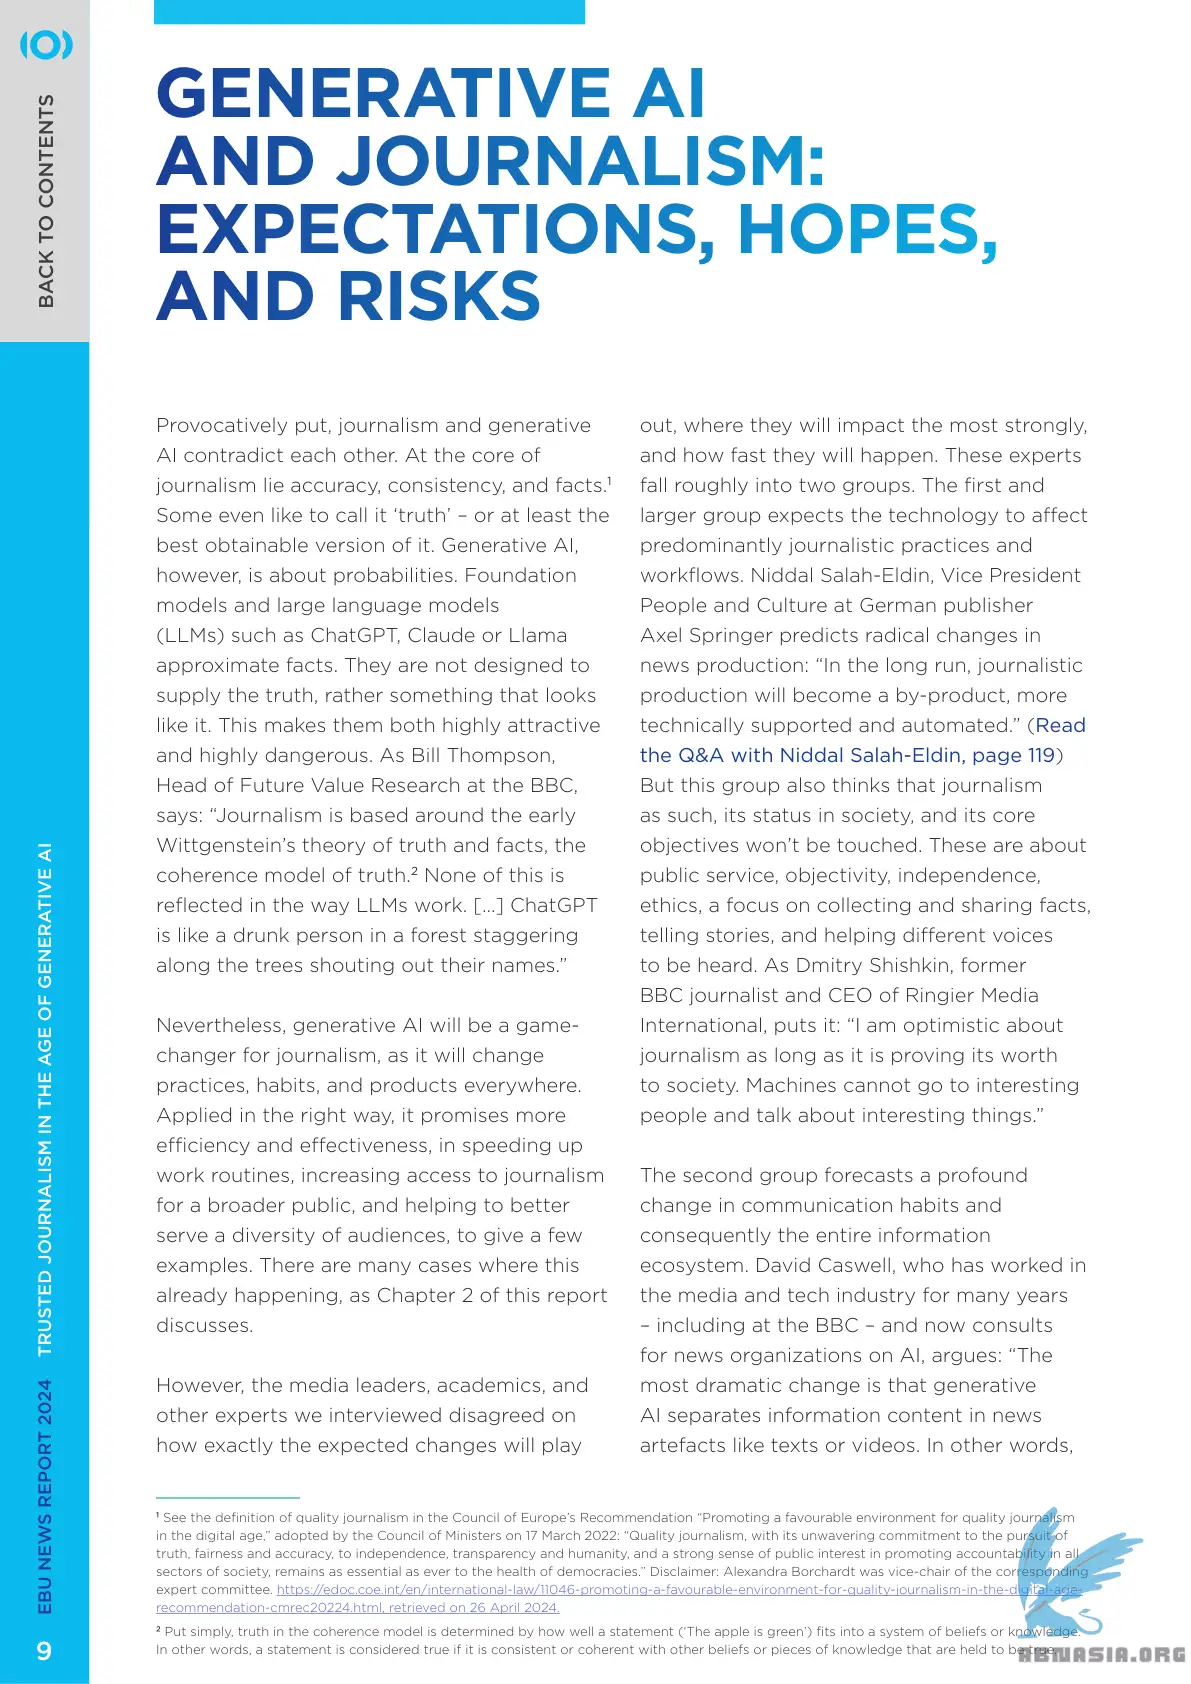 BACK TO CONTENTS
GENERATIVE AI
AND JOURNALISM:
EXPECTATIONS, HOPES,
AND RISKS
Provocatively put, journalism and generative
AI contradict each other. At the core of
journalism lie accuracy, consistency, and facts.¹
Some even like to call it ‘truth’ – or at least the
best obtainable version of it. Generative AI,
however, is about probabilities. Foundation
models and large language models
(LLMs) such as ChatGPT, Claude or Llama
approximate facts. They are not designed to
supply the truth, rather something that looks
like it. This makes them both highly attractive
and highly dangerous. As Bill Thompson,
Head of Future Value Research at the BBC,
says: “Journalism is based around the early
Wittgenstein’s theory of truth and facts, the
coherence model of truth.² None of this is
reflected in the way LLMs work. […] ChatGPT
is like a drunk person in a forest staggering
along the trees shouting out their names.”
Nevertheless, generative AI will be a game-
changer for journalism, as it will change
practices, habits, and products everywhere.
Applied in the right way, it promises more
efficiency and effectiveness, in speeding up
work routines, increasing access to journalism
for a broader public, and helping to better
serve a diversity of audiences, to give a few
examples. There are many cases where this
already happening, as Chapter 2 of this report
discusses.
However, the media leaders, academics, and
other experts we interviewed disagreed on
how exactly the expected changes will play
out, where they will impact the most strongly,
and how fast they will happen. These experts
fall roughly into two groups. The first and
larger group expects the technology to affect
predominantly journalistic practices and
workflows. Niddal Salah-Eldin, Vice President
People and Culture at German publisher
Axel Springer predicts radical changes in
news production: “In the long run, journalistic
production will become a by-product, more
technically supported and automated.” (Read
the Q&A with Niddal Salah-Eldin, page 119)
But this group also thinks that journalism
as such, its status in society, and its core
objectives won’t be touched. These are about
public service, objectivity, independence,
ethics, a focus on collecting and sharing facts,
telling stories, and helping different voices
to be heard. As Dmitry Shishkin, former
BBC journalist and CEO of Ringier Media
International, puts it: “I am optimistic about
journalism as long as it is proving its worth
to society. Machines cannot go to interesting
people and talk about interesting things.”
The second group forecasts a profound
change in communication habits and
consequently the entire information
ecosystem. David Caswell, who has worked in
the media and tech industry for many years
– including at the BBC – and now consults
for news organizations on AI, argues: “The
most dramatic change is that generative
AI separates information content in news
artefacts like texts or videos. In other words,
¹ See the definition of quality journalism in the Council of Europe’s Recommendation “Promoting a favourable environment for quality journalism
in the digital age,” adopted by the Council of Ministers on 17 March 2022: “Quality journalism, with its unwavering commitment to the pursuit of
truth, fairness and accuracy, to independence, transparency and humanity, and a strong sense of public interest in promoting accountability in all
sectors of society, remains as essential as ever to the health of democracies.” Disclaimer: Alexandra Borchardt was vice-chair of the corresponding
expert committee. https://edoc.coe.int/en/international-law/11046-promoting-a-favourable-environment-for-quality-journalism-in-the-digital-age-
recommendation-cmrec20224.html, retrieved on 26 April 2024.
² Put simply, truth in the coherence model is determined by how well a statement (‘The apple is green’) fits into a system of beliefs or knowledge.
In other words, a statement is considered true if it is consistent or coherent with other beliefs or pieces of knowledge that are held to be true.
EBU NEWS REPORT 2024 TRUSTED JOURNALISM IN THE AGE OF GENERATIVE AI
9
ABNASIA.ORG